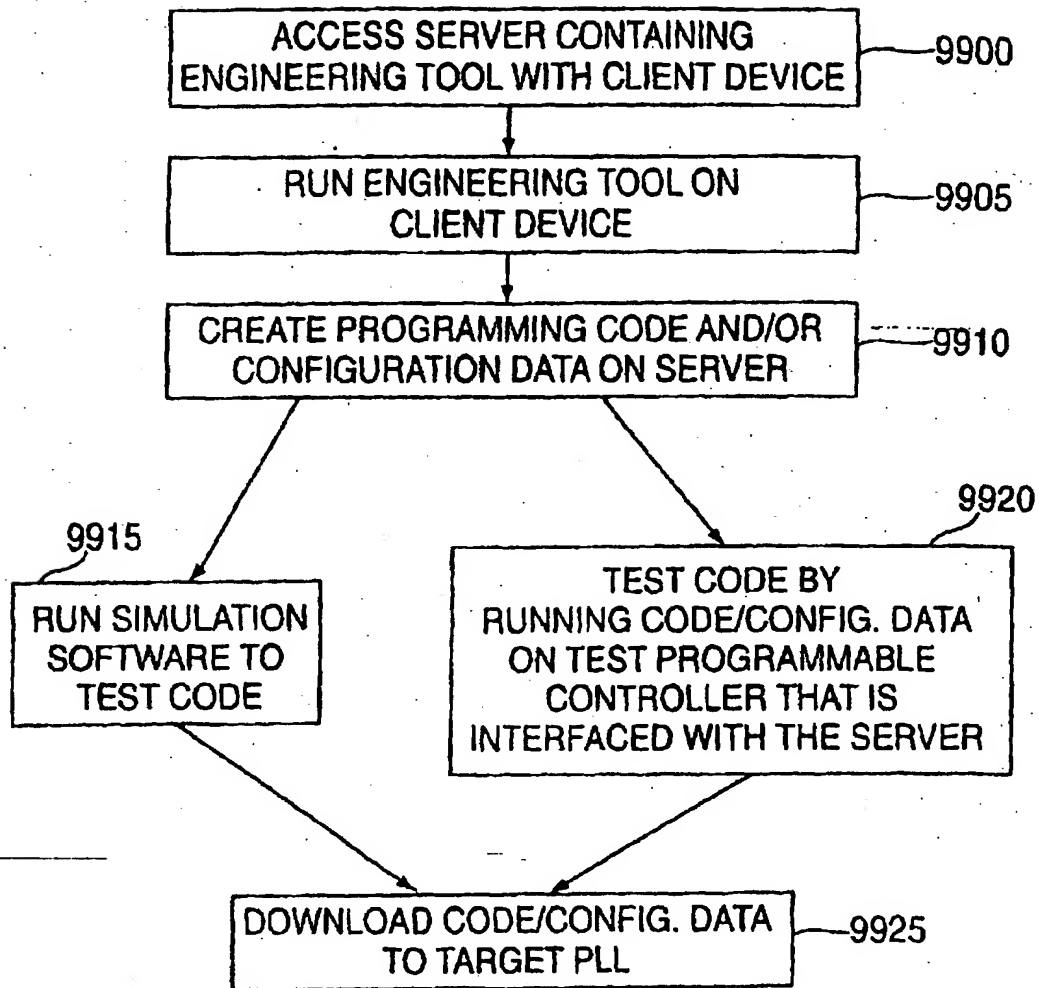 ACCESS SERVER CONTAINING
ENGINEERING TOOL WITH CLIENT DEVICE
9900
RUN ENGINEERING TOOL ON
CLIENT DEVICE
9905
CREATE PROGRAMMING CODE AND/OR
CONFIGURATION DATA ON SERVER
9910
9915
RUN SIMULATION
SOFTWARE TO
TEST CODE
9920
TEST CODE BY
RUNNING CODE/CONFIG. DATA
ON TEST PROGRAMMABLE
CONTROLLER THAT IS
INTERFACED WITH THE SERVER
DOWNLOAD CODE/CONFIG. DATA
TO TARGET PLL
9925